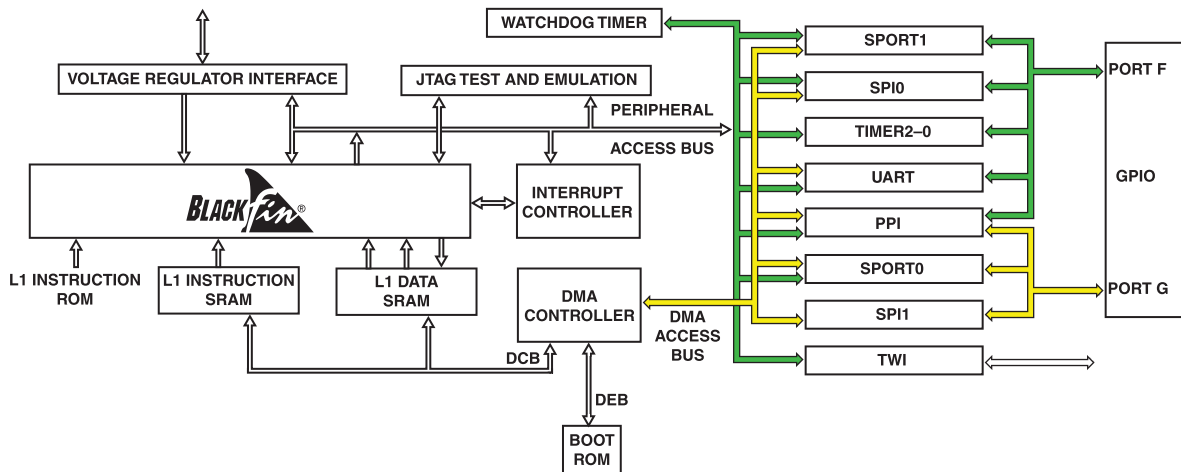 WATCHDOG TIMER
VOLTAGE REGULATOR INTERFACE
JTAG TEST AND EMULATION
PERIPHERAL
ACCESS BUS
BLACKfin®
INTERRUPT
CONTROLLER
L1 INSTRUCTION
ROM
L1 INSTRUCTION
SRAM
L1 DATA
SRAM
DMA
CONTROLLER
DCB
DEB
BOOT
ROM
DMA
ACCESS
BUS
SPORT1
SPI0
TIMER2–0
UART
PPI
SPORT0
SPI1
TWI
PORT F
GPIO
PORT G